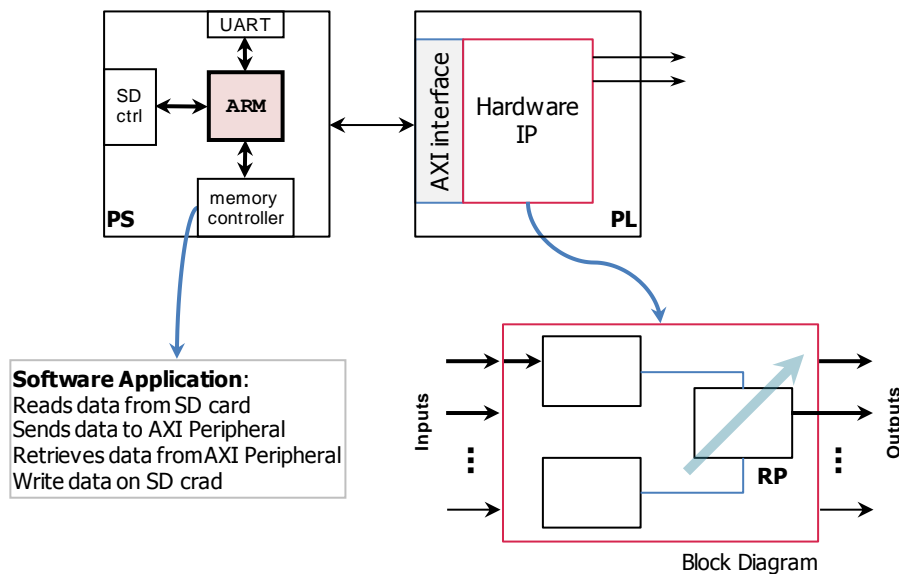 UART
SD
ctrl
ARM
memory
controller
PS
AXI interface
Hardware
IP
PL
Software Application:
Reads data from SD card
Sends data to AXI Peripheral
Retrieves data from AXI Peripheral
Write data on SD crad
Inputs
...
RP
...
Outputs
Block Diagram